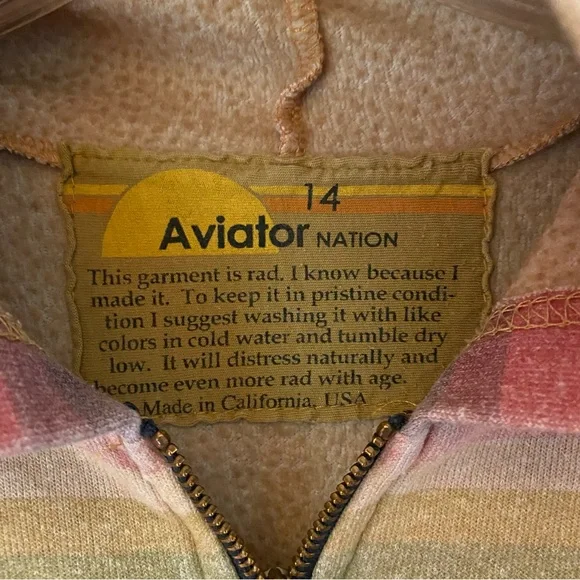 14
Aviator NATION
This garment is rad. I know because I
made it. To keep it in pristine condi-
tion I suggest washing it with like
colors in cold water and tumble dry
low. It will distress naturally and
become even more rad with age.
Made in California, USA